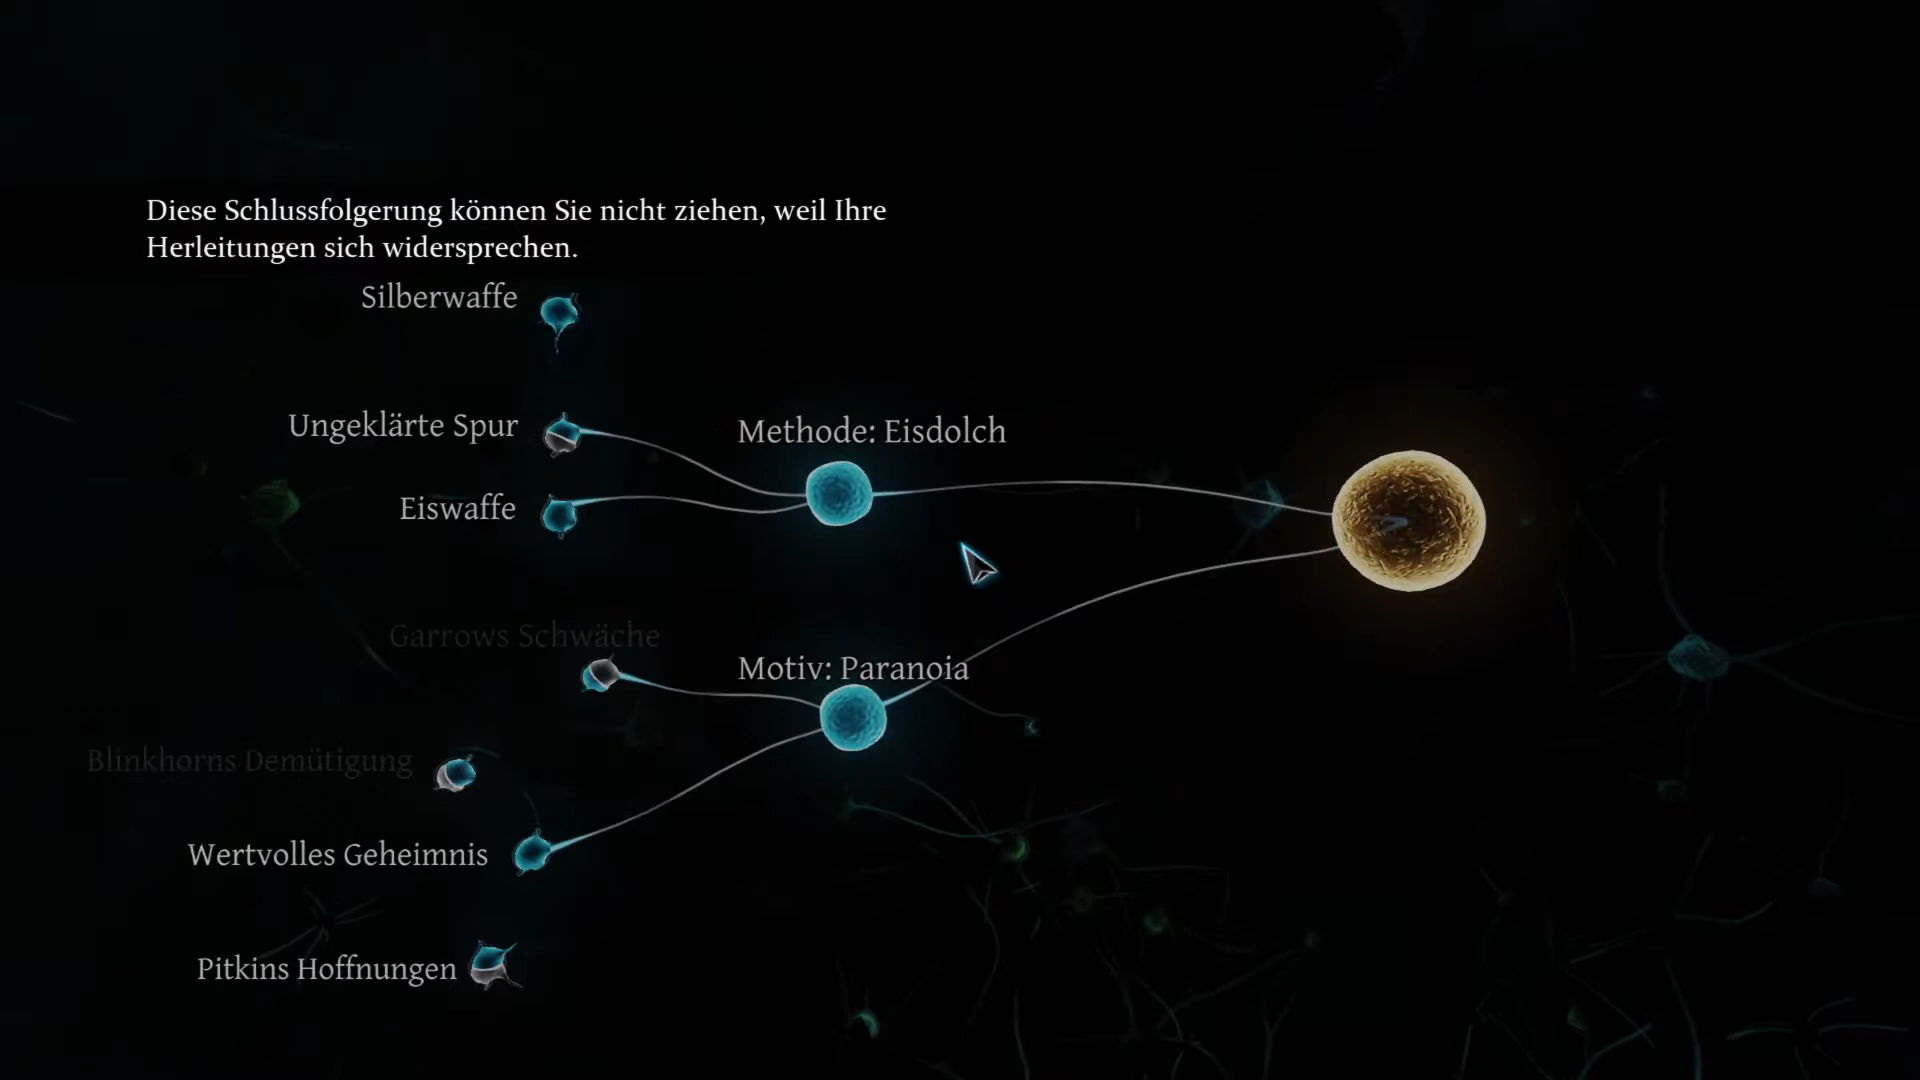 Diese Schlussfolgerung können Sie nicht ziehen, weil Ihre
Herleitungen sich widersprechen.
Silberwaffe
Ungeklärte Spur
Methode: Eisdolch
Eiswaffe
Garrows Schwäche
Motiv: Paranoia
Blinkhorns Demütigung
Wertvolles Geheimnis
Pitkins Hoffnungen